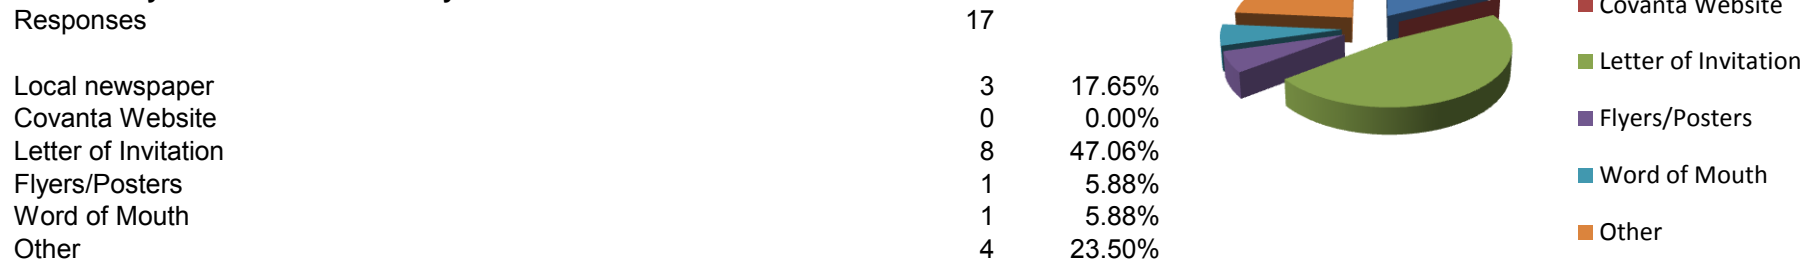 Responses 17
Local newspaper 3 17.65%
Covanta Website 0 0.00%
Letter of Invitation 8 47.06%
Flyers/Posters 1 5.88%
Word of Mouth 1 5.88%
Other 4 23.50%
Covanta Website
Letter of Invitation
Flyers/Posters
Word of Mouth
Other